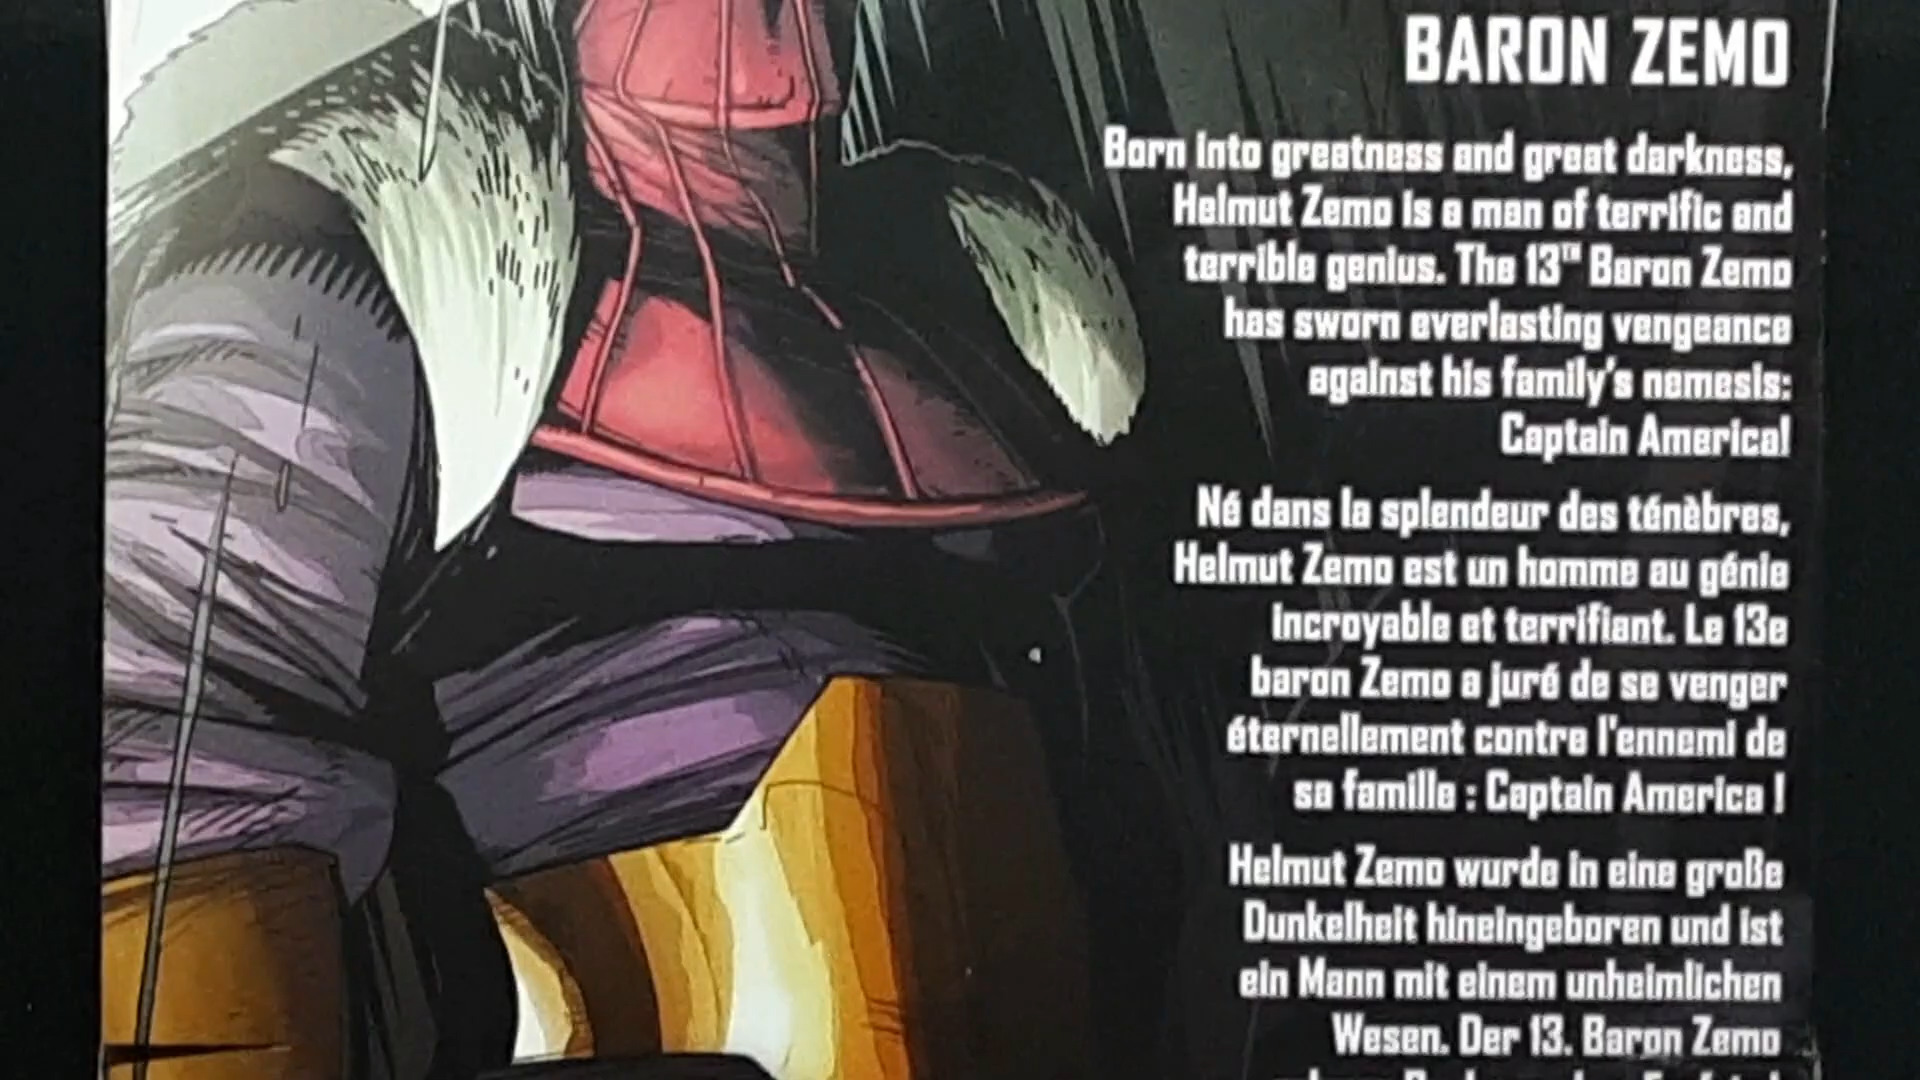 BARON ZEMO
Born into greatness and great darkness,
Helmut Zemo is a man of terrific and
terrible genius. The 13TH Baron Zemo
has sworn everlasting vengeance
against his family's nemesis:
Captain America!
Né dans la splendeur des ténèbres,
Helmut Zemo est un homme au génie
incroyable et terrifiant. Le 13e
baron Zemo a juré de se venger
éternellement contre l'ennemi de
sa famille : Captain America !
Helmut Zemo wurde in eine große
Dunkelheit hineingeboren und ist
ein Mann mit einem unheimlichen
Wesen. Der 13. Baron Zemo